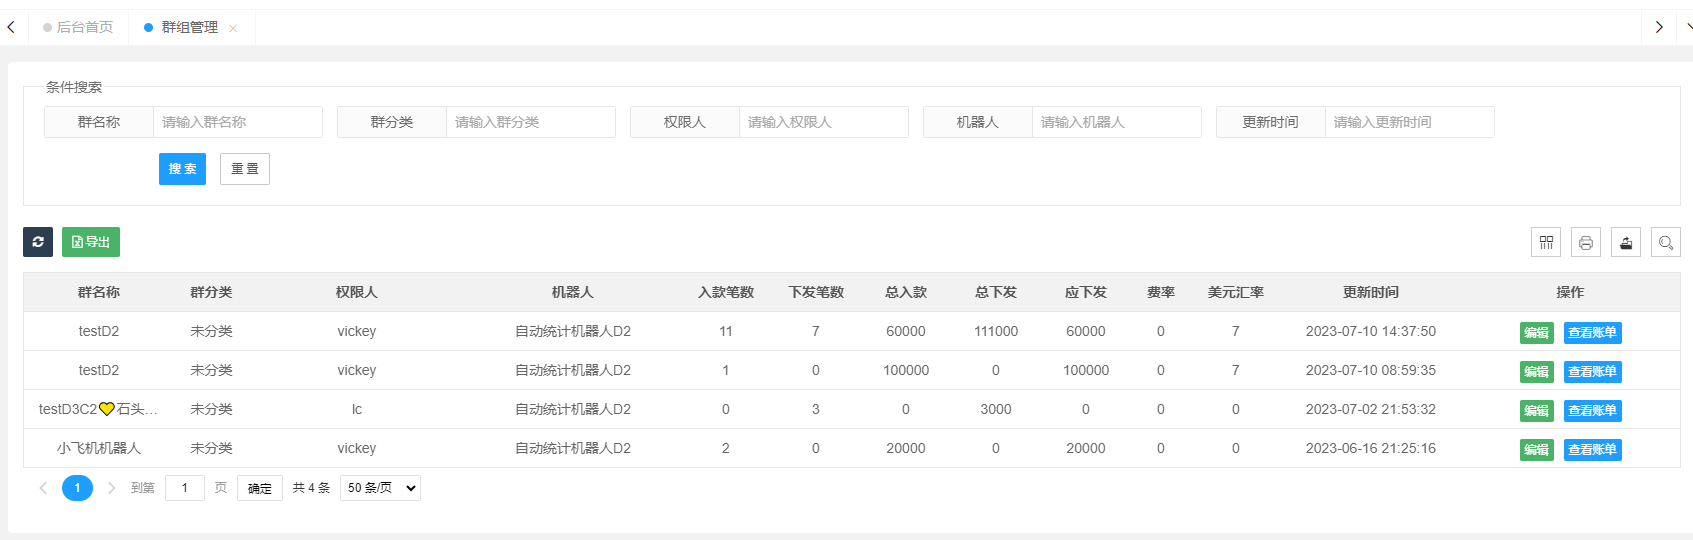 后台首页 群组管理
条件搜索
群名称 请输入群名称 群分类 请输入群分类 权限人 请输入权限人 机器人 请输入机器人 更新时间 请输入更新时间
搜 索 重 置
导出
群名称 群分类 权限人 机器人 入款笔数 下发笔数 总入款 总下发 应下发 费率 美元汇率 更新时间 操作
testD2 未分类 vickey 自动统计机器人D2 11 7 60000 111000 60000 0 7 2023-07-10 14:37:50 编辑 查看账单
testD2 未分类 vickey 自动统计机器人D2 1 0 100000 0 100000 0 7 2023-07-10 08:59:35 编辑 查看账单
testD3C2💛石头... 未分类 lc 自动统计机器人D2 0 3 0 3000 0 0 0 2023-07-02 21:53:32 编辑 查看账单
小飞机机器人 未分类 vickey 自动统计机器人D2 2 0 20000 0 20000 0 0 2023-06-16 21:25:16 编辑 查看账单
1 到第 1 页 确定 共 4 条 50 条/页